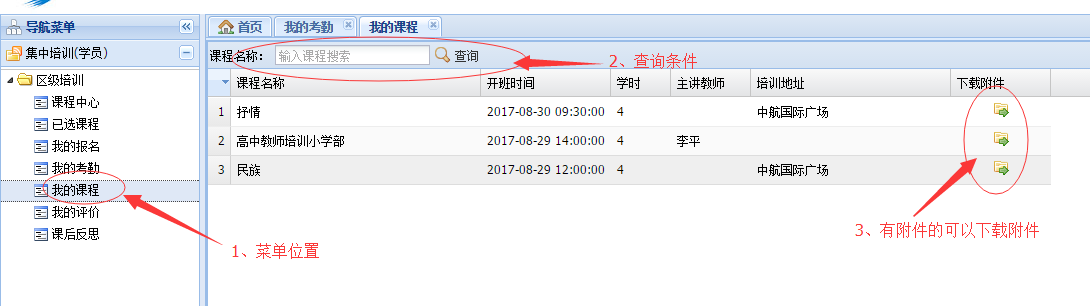 导航菜单
首页
我的考勤
我的课程
集中培训(学员)
课程名称:
输入课程搜索
查询
2、查询条件
区级培训
课程中心
已选课程
我的报名
我的考勤
我的课程
我的评价
课后反思
1、菜单位置
课程名称 开班时间 学时 主讲教师 培训地址 下载附件
1 抒情 2017-08-30 09:30:00 4 中航国际广场
2 高中教师培训小学部 2017-08-29 14:00:00 4 李平
3 民族 2017-08-29 12:00:00 4 中航国际广场
3、有附件的可以下载附件